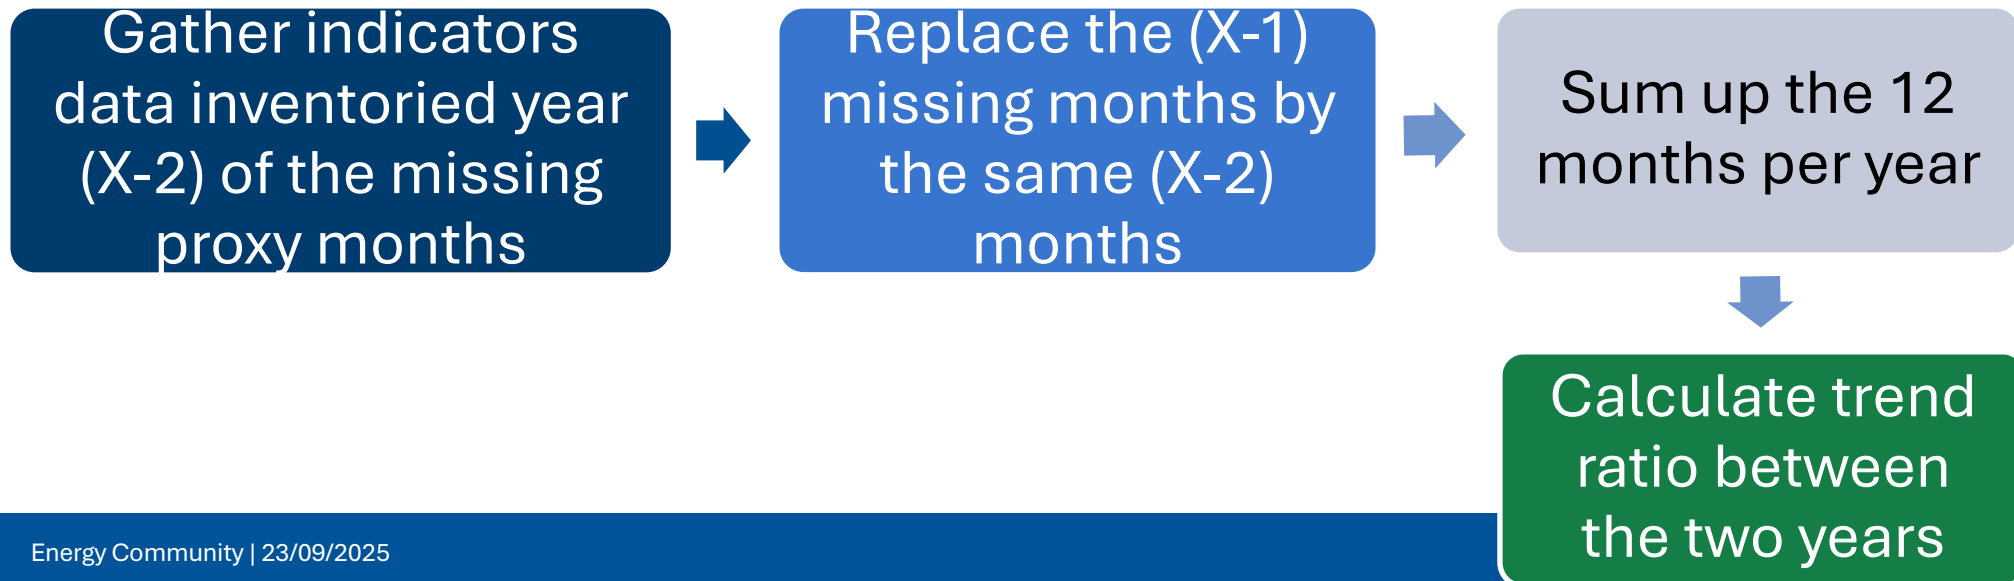 Gather indicators
data inventoried year
(X-2) of the missing
proxy months
Replace the (X-1)
missing months by
the same (X-2)
months
Sum up the 12
months per year
Calculate trend
ratio between
the two years
Energy Community | 23/09/2025